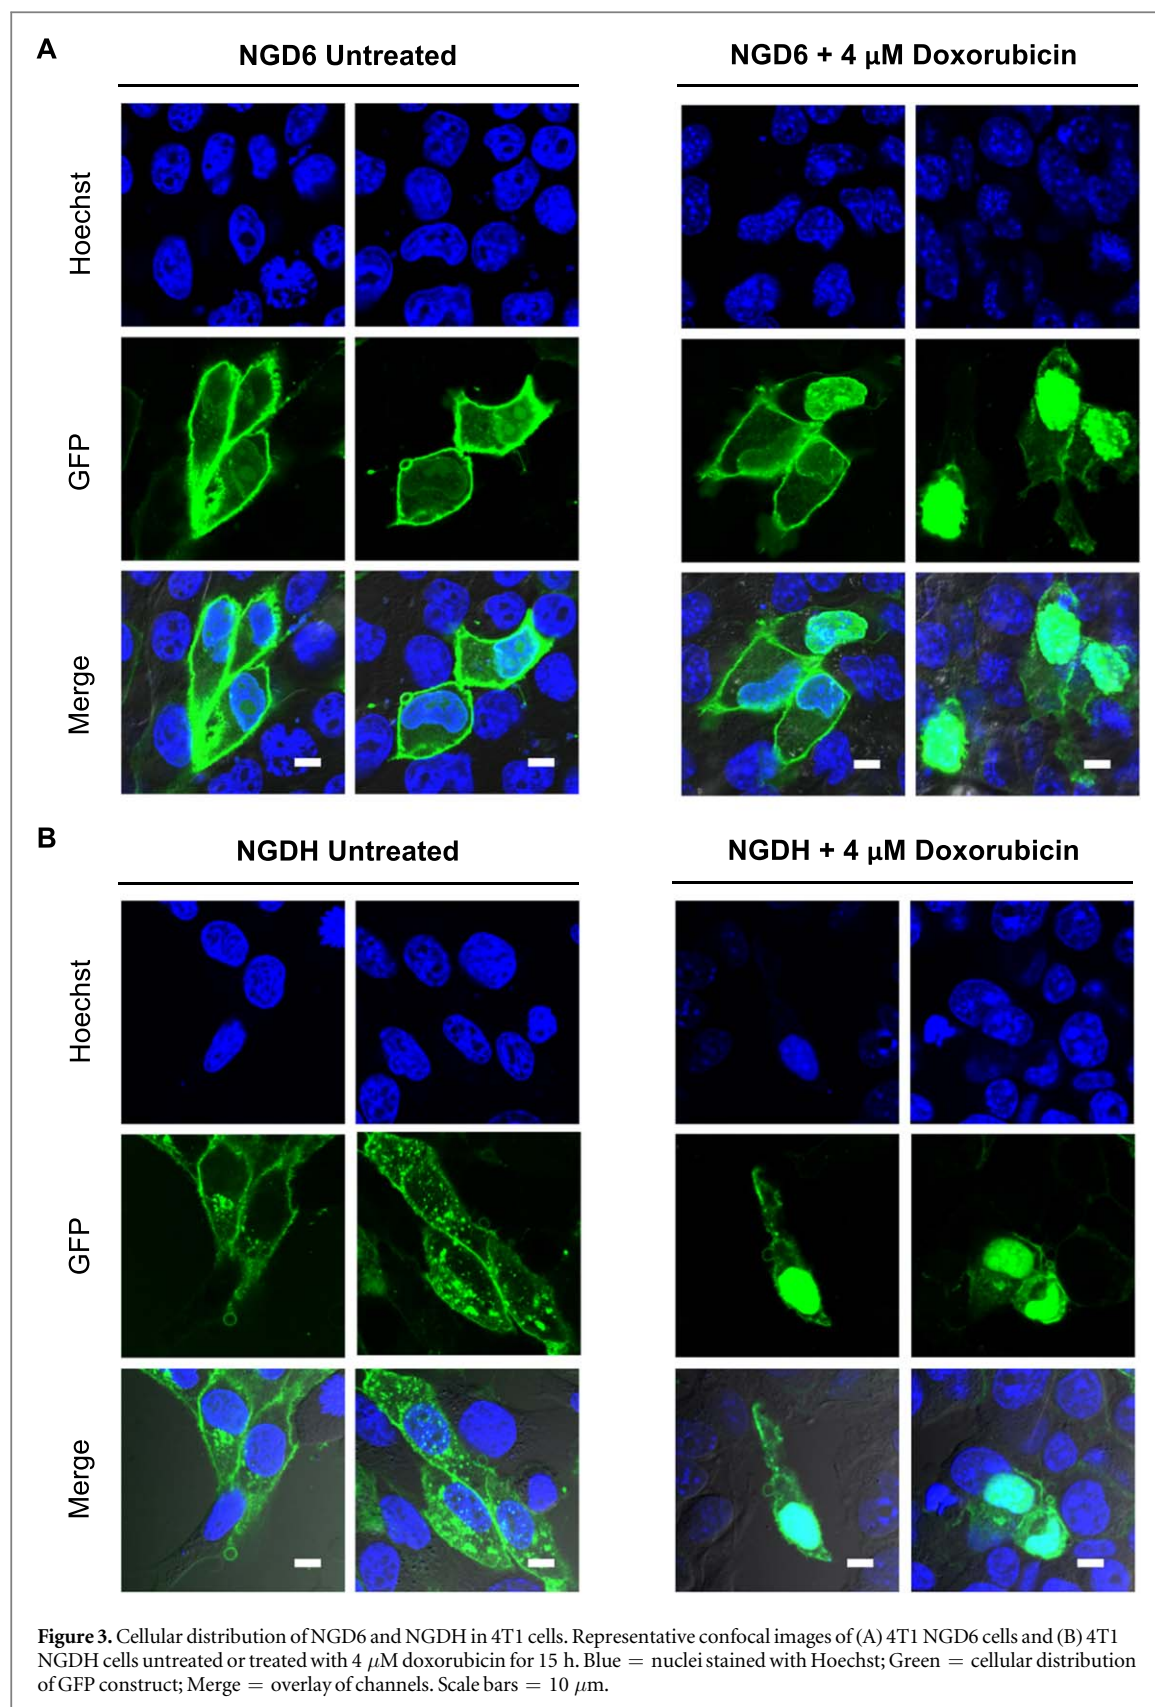 A
NGD6 Untreated
NGD6 + 4 μM Doxorubicin
Hoechst
GFP
Merge
B
NGDH Untreated
NGDH + 4 μM Doxorubicin
Hoechst
GFP
Merge
Figure 3. Cellular distribution of NGD6 and NGDH in 4T1 cells. Representative confocal images of (A) 4T1 NGD6 cells and (B) 4T1
NGDH cells untreated or treated with 4 μM doxorubicin for 15 h. Blue = nuclei stained with Hoechst; Green = cellular distribution
of GFP construct; Merge = overlay of channels. Scale bars = 10 μm.